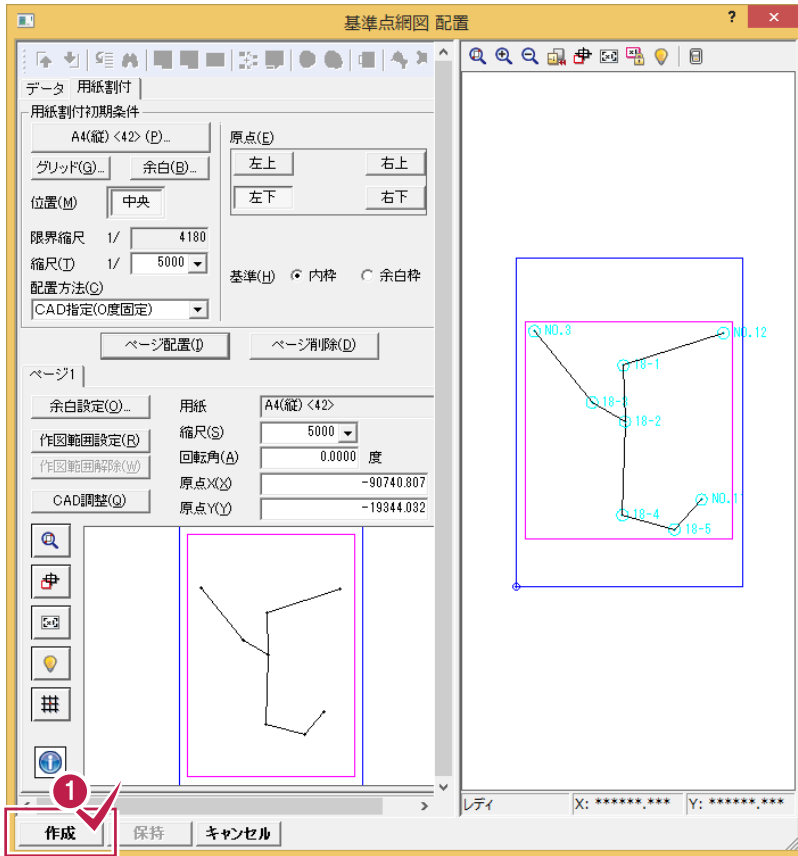 基準点網図 配置
?
×
データ
用紙割付
用紙割付初期条件
A4(縦) <42> (P)...
グリッド(G)...
余白(B)...
位置(M)
中央
原点(E)
左上
右上
左下
右下
限界縮尺 1/ 4180
縮尺(T) 1/ 5000
配置方法(C)
CAD指定(0度固定)
基準(H)
内枠
余白枠
ページ配置(I)
ページ削除(D)
ページ1
余白設定(O)...
用紙 A4(縦) <42>
作図範囲設定(R)
縮尺(S) 5000
作図範囲解除(W)
回転角(A) 0.0000 度
原点X(X) -90740.807
CAD調整(Q)
原点Y(Y) -19344.032
NO.3
NO.12
18-1
18-3
18-2
NO.11
18-4
18-5
1
レディ
X: ******.***
Y: ******.***
作成
保持
キャンセル